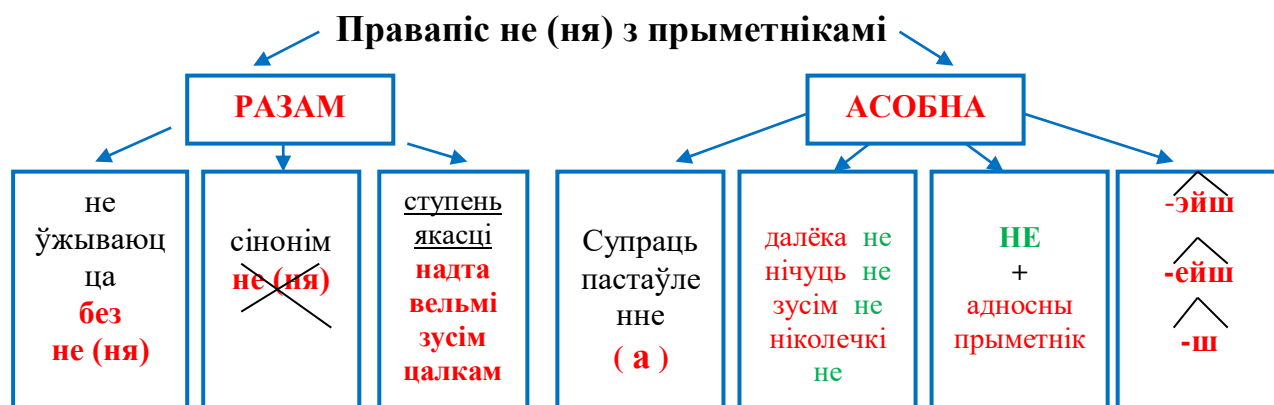 Правапіс не (ня) з прыметнікамі
РАЗАМ
АСОБНА
не
ўжываюц
ца
без
не (ня)
сінонім
не (ня)
ступень
якасці
надта
вельмі
зусім
цалкам
Супраць
пастаўле
нне
( а )
далёка не
нічуць не
зусім не
ніколечкі
не
НЕ
+
адносны
прыметнік
-эйш
-ейш
-ш